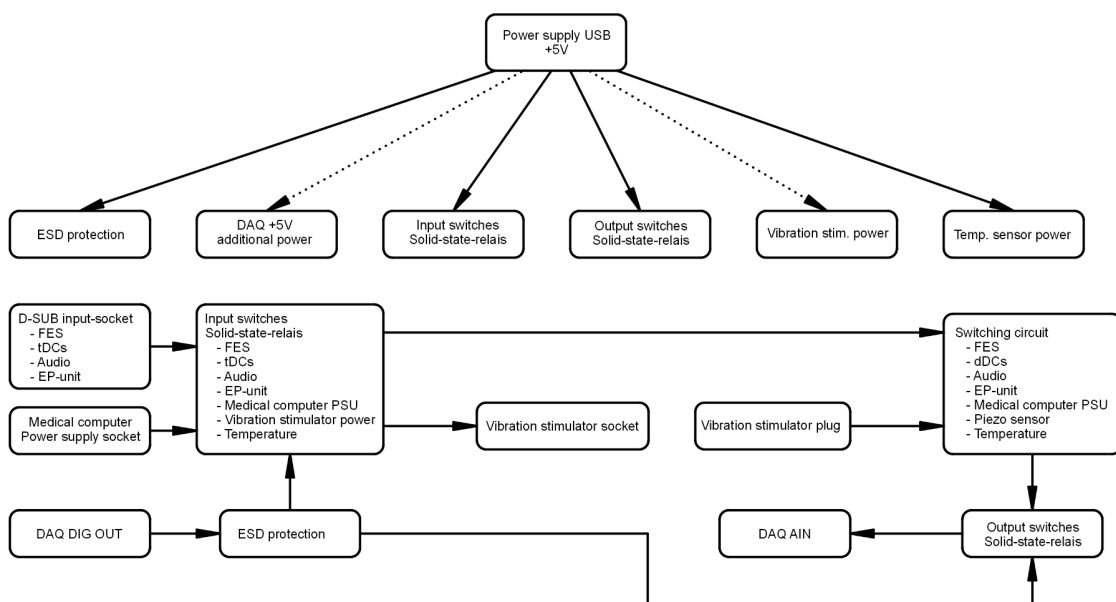 Power supply USB
+5V
ESD protection
DAQ +5V
additional power
Input switches
Solid-state-relais
Output switches
Solid-state-relais
Vibration stim. power
Temp. sensor power
D-SUB input-socket
- FES
- tDCs
- Audio
- EP-unit
Medical computer
Power supply socket
Input switches
Solid-state-relais
- FES
- tDCs
- Audio
- EP-unit
- Medical computer PSU
- Vibration stimulator power
- Temperature
Vibration stimulator socket
Vibration stimulator plug
Switching circuit
- FES
- dDCs
- Audio
- EP-unit
- Medical computer PSU
- Piezo sensor
- Temperature
DAQ DIG OUT
ESD protection
DAQ AIN
Output switches
Solid-state-relais